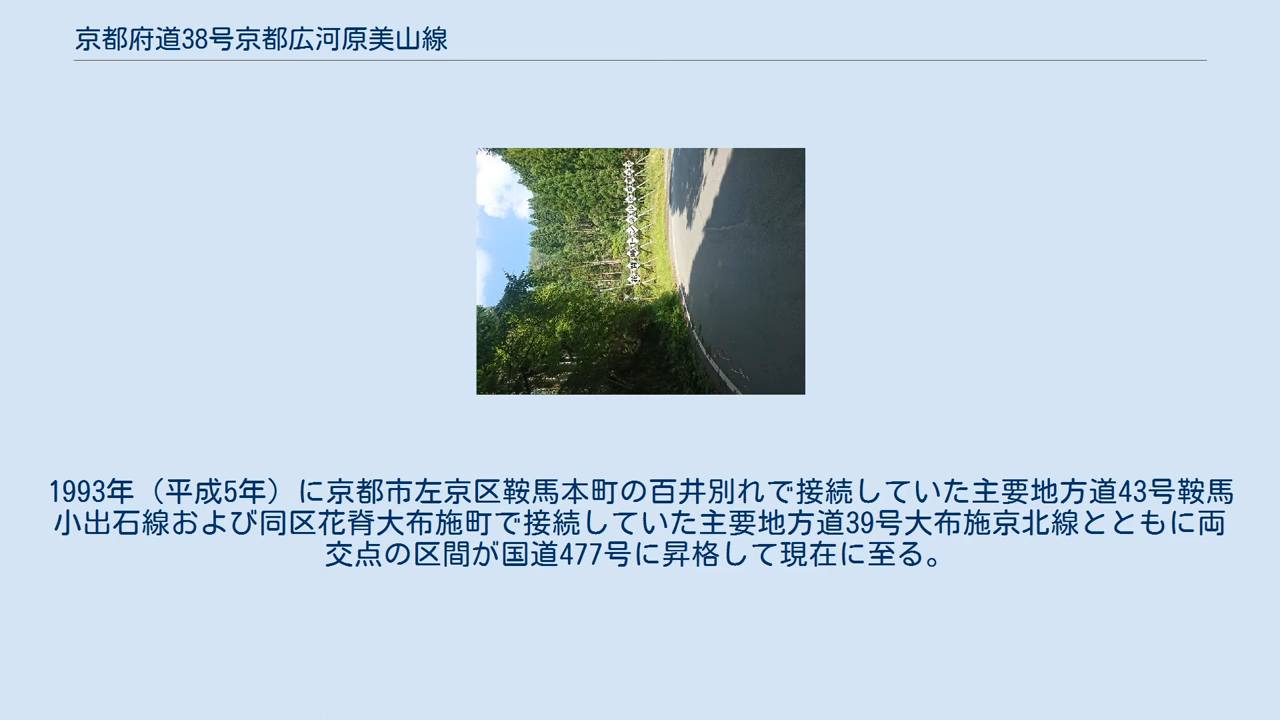 京都府道38号京都広河原美山線
1993年（平成5年）に京都市左京区鞍馬本町の百井別れで接続していた主要地方道43号鞍馬
小出石線および同区花脊大布施町で接続していた主要地方道39号大布施京北線とともに両
交点の区間が国道477号に昇格して現在に至る。